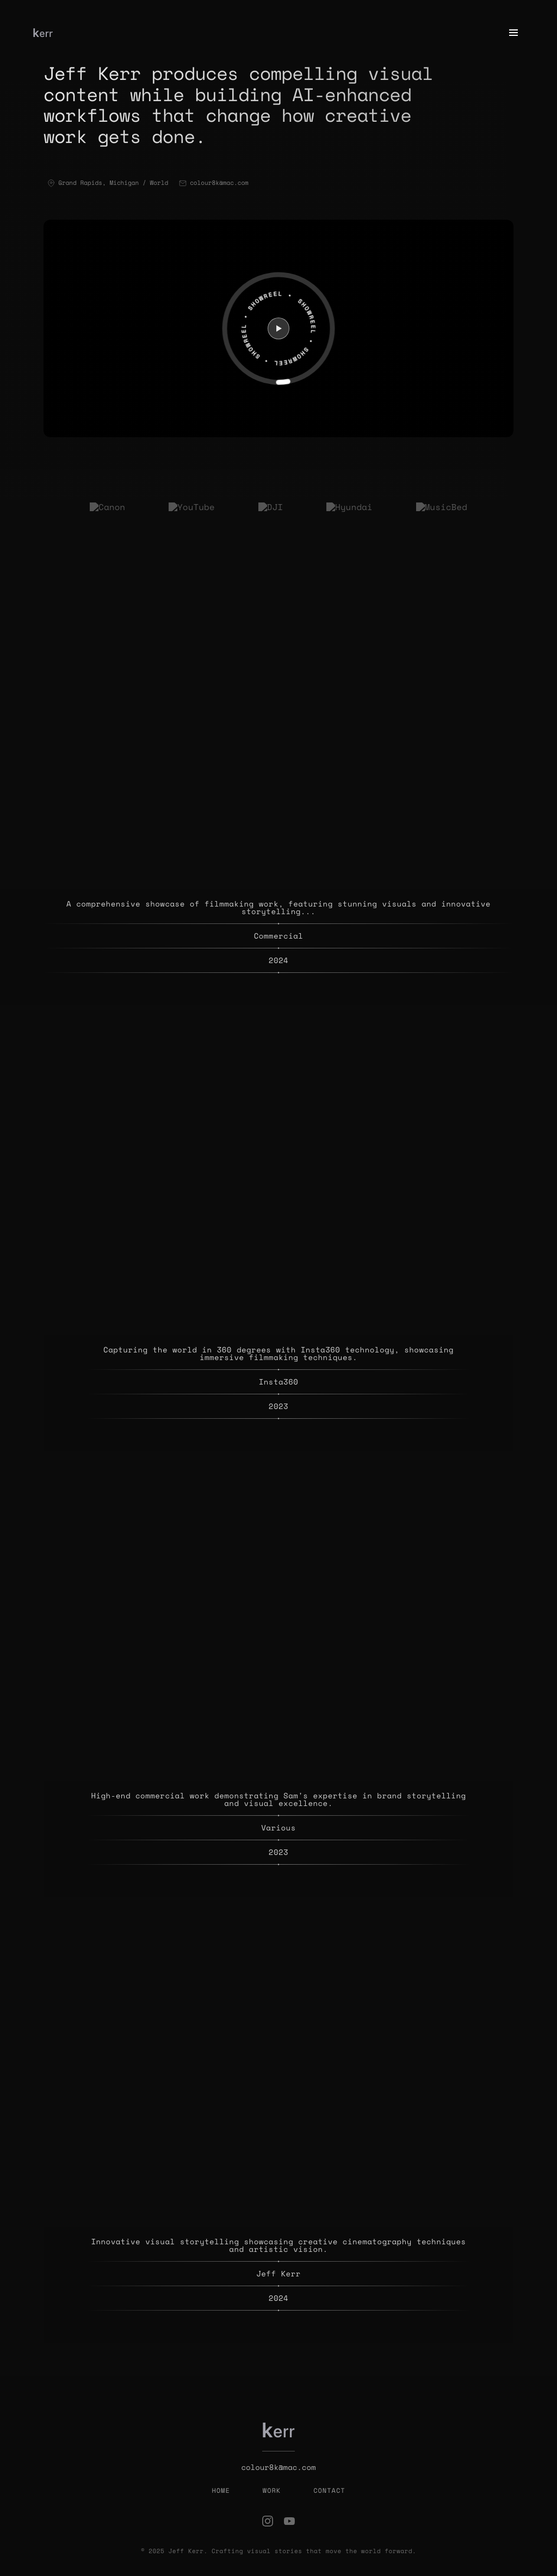 kerr
Jeff Kerr produces compelling visual
content while building AI-enhanced
workflows that change how creative
work gets done.
Grand Rapids, Michigan / World colour8k@mac.com
SHOWREEL • SHOWREEL • SHOWREEL • SHOWREEL •
Canon YouTube DJI Hyundai MusicBed
A comprehensive showcase of filmmaking work, featuring stunning visuals and innovative
storytelling...
Commercial
2024
Capturing the world in 360 degrees with Insta360 technology, showcasing
immersive filmmaking techniques.
Insta360
2023
High-end commercial work demonstrating Sam's expertise in brand storytelling
and visual excellence.
Various
2023
Innovative visual storytelling showcasing creative cinematography techniques
and artistic vision.
Jeff Kerr
2024
kerr
colour8k@mac.com
HOME WORK CONTACT
© 2025 Jeff Kerr. Crafting visual stories that move the world forward.